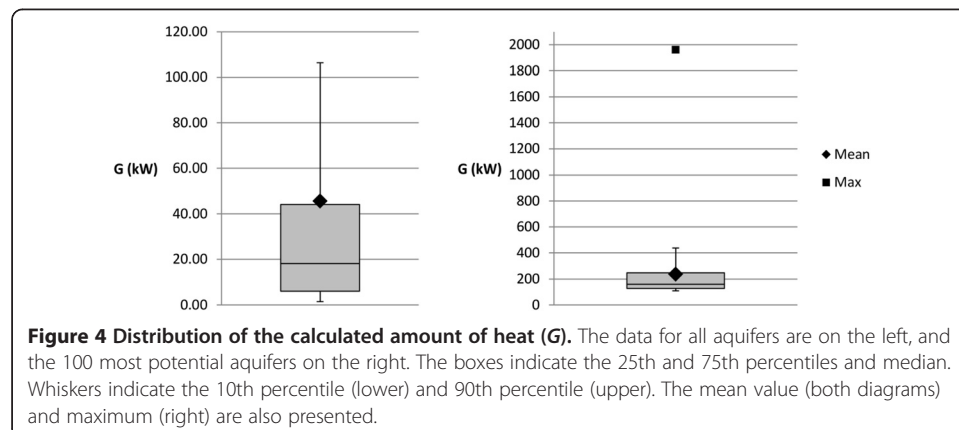 120.00
100.00
80.00
60.00
40.00
20.00
0.00
G (kW)
2000
1800
1600
1400
1200
1000
800
600
400
200
0
G (kW)
Mean
Max
Figure 4 Distribution of the calculated amount of heat (G). The data for all aquifers are on the left, and
the 100 most potential aquifers on the right. The boxes indicate the 25th and 75th percentiles and median.
Whiskers indicate the 10th percentile (lower) and 90th percentile (upper). The mean value (both diagrams)
and maximum (right) are also presented.